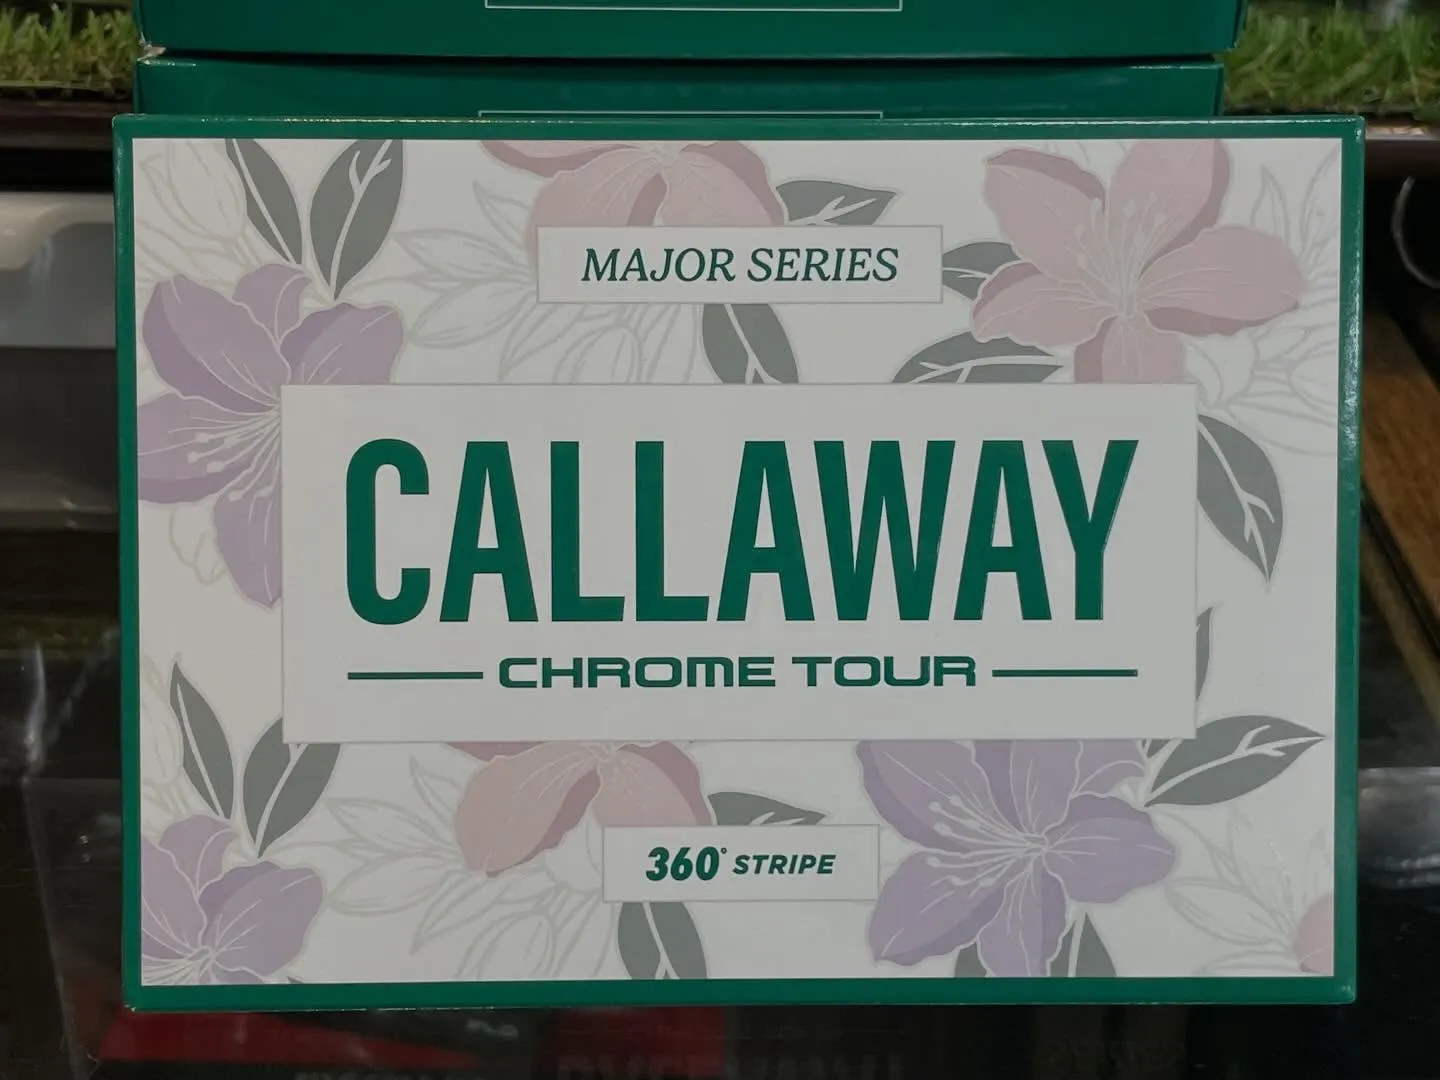 MAJOR SERIES
CALLAWAY
CHROME TOUR
360° STRIPE